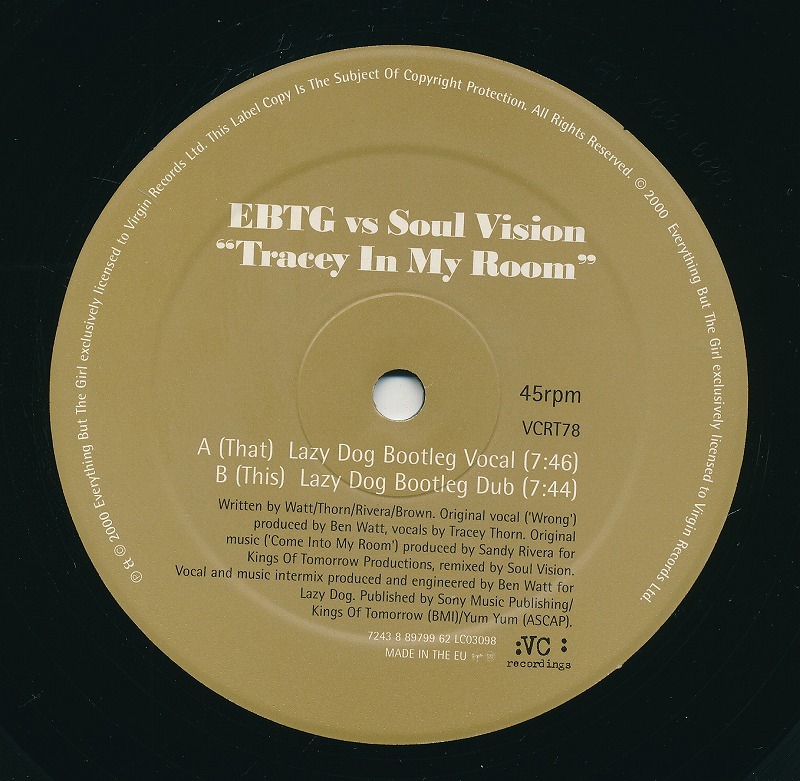 ℗ & © 2000 Everything But The Girl exclusively licensed to Virgin Records Ltd. This Label Copy Is The Subject Of Copyright Protection. All Rights Reserved. © 2000 Everything But The Girl exclusively licensed to Virgin Records Ltd.
EBTG vs Soul Vision
“Tracey In My Room”
45rpm
VCRT78
A (That) Lazy Dog Bootleg Vocal (7:46)
B (This) Lazy Dog Bootleg Dub (7:44)
Written by Watt/Thorn/Rivera/Brown. Original vocal ('Wrong')
produced by Ben Watt, vocals by Tracey Thorn. Original
music ('Come Into My Room') produced by Sandy Rivera for
Kings Of Tomorrow Productions, remixed by Soul Vision.
Vocal and music intermix produced and engineered by Ben Watt for
Lazy Dog. Published by Sony Music Publishing/
Kings Of Tomorrow (BMI)/Yum Yum (ASCAP).
7243 8 89799 62 LC03098
MADE IN THE EU
:VC :
recordings